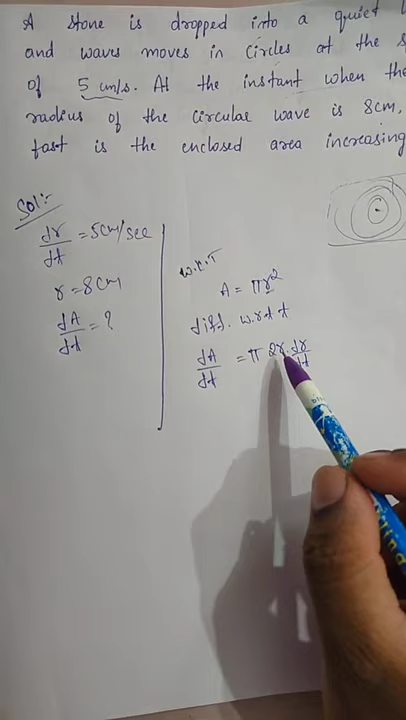 A stone is dropped into a quiet
and waves moves in circles at the
of 5 cm/s. At the instant when the
radius of the circular wave is 8cm,
fast is the enclosed area increasing
Sol:-
dr/dt = 5cm/sec
r = 8cm
dA/dt = ?
W.K.T
A = πr²
diff. w.r.t t
dA/dt = π 2r. dr/dt